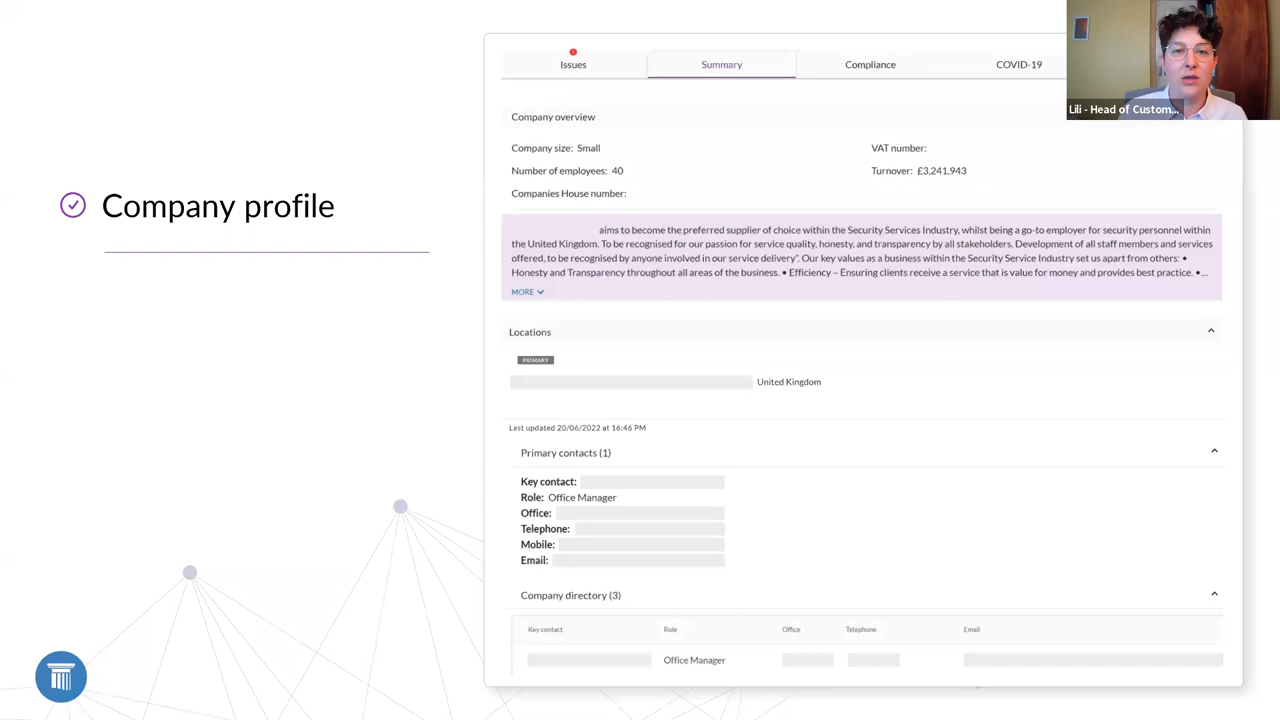 Issues
Summary
Compliance
COVID-19
Lili - Head of Custom...
Company overview
Company size: Small
VAT number:
Number of employees: 40
Turnover: £3,241,943
Companies House number:
Company profile
aims to become the preferred supplier of choice within the Security Services Industry, whilst being a go-to employer for security personnel within
the United Kingdom. To be recognised for our passion for service quality, honesty, and transparency by all stakeholders. Development of all staff members and services
offered, to be recognised by anyone involved in our service delivery”. Our key values as a business within the Security Service Industry set us apart from others: •
Honesty and Transparency throughout all areas of the business. • Efficiency – Ensuring clients receive a service that is value for money and provides best practice. •...
MORE
Locations
PRIMARY
United Kingdom
Last updated 20/06/2022 at 16:46 PM
Primary contacts (1)
Key contact:
Role: Office Manager
Office:
Telephone:
Mobile:
Email:
Company directory (3)
Key contact
Role
Office
Telephone
Email
Office Manager